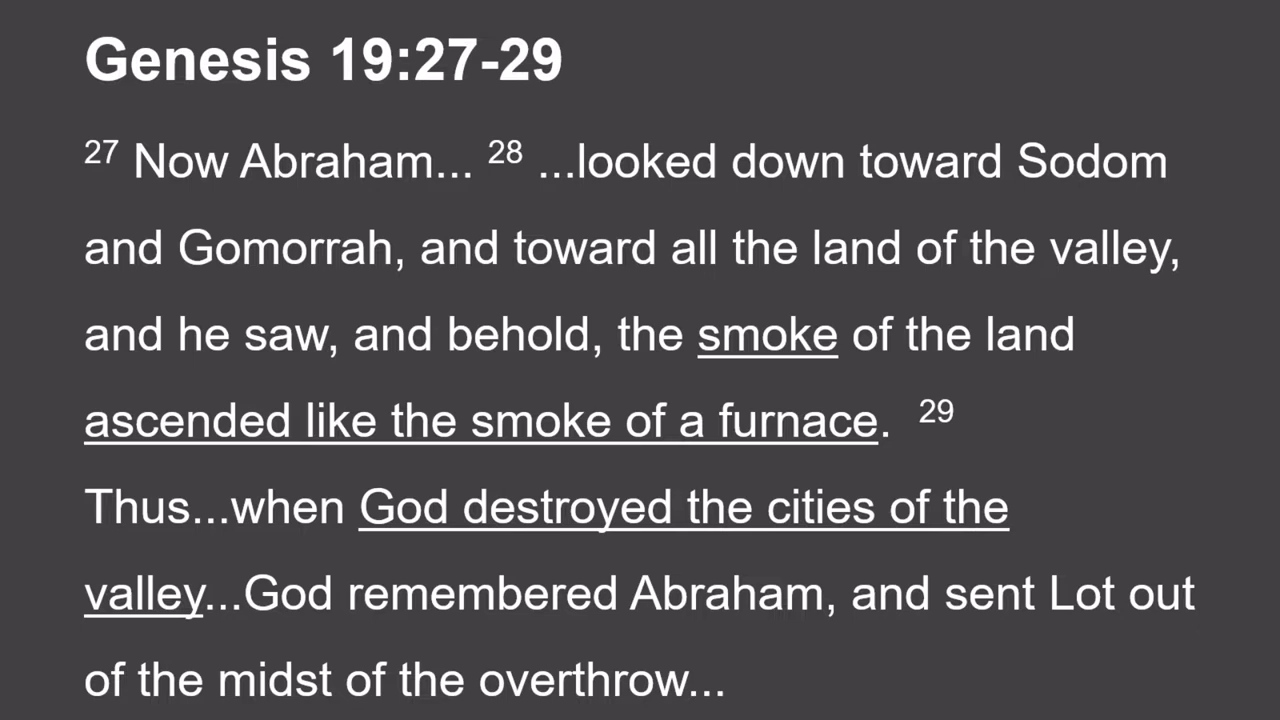 Genesis 19:27-29
27 Now Abraham... 28 ...looked down toward Sodom
and Gomorrah, and toward all the land of the valley,
and he saw, and behold, the smoke of the land
ascended like the smoke of a furnace. 29
Thus...when God destroyed the cities of the
valley...God remembered Abraham, and sent Lot out
of the midst of the overthrow...